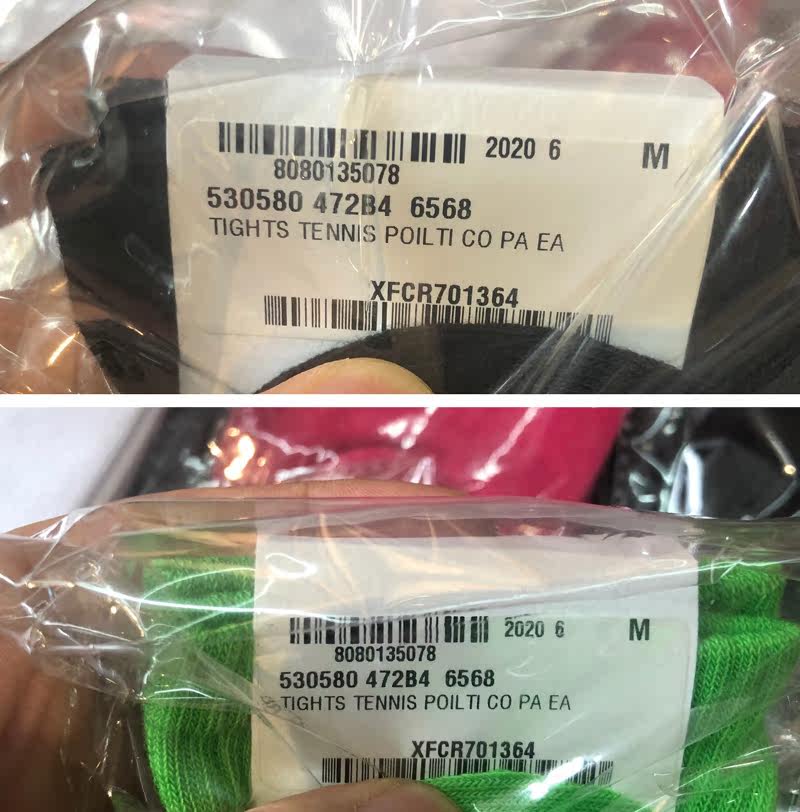 2020 6 M
8080135078
530580 472B4 6568
TIGHTS TENNIS POILTI CO PA EA
XFCR701364
2020 6 M
8080135078
530580 472B4 6568
TIGHTS TENNIS POILTI CO PA EA
XFCR701364